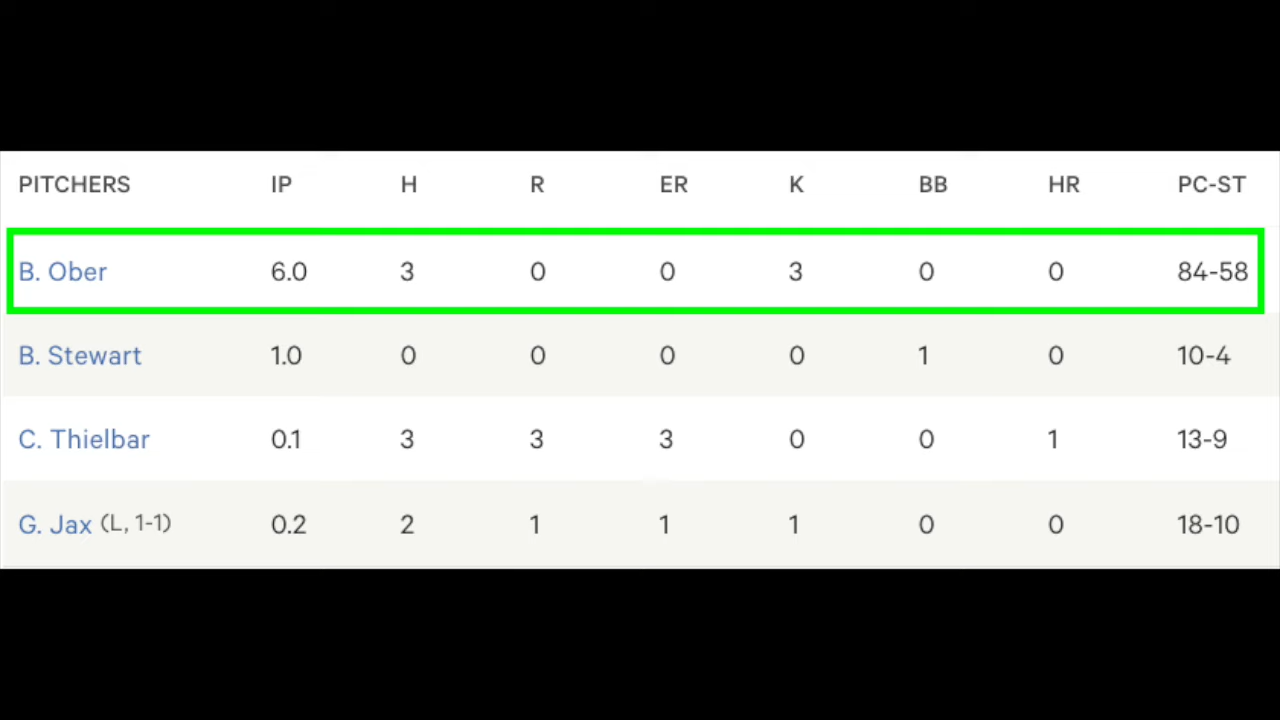 PITCHERS IP H R ER K BB HR PC-ST
B. Ober 6.0 3 0 0 3 0 0 84-58
B. Stewart 1.0 0 0 0 0 1 0 10-4
C. Thielbar 0.1 3 3 3 0 0 1 13-9
G. Jax (L, 1-1) 0.2 2 1 1 1 0 0 18-10